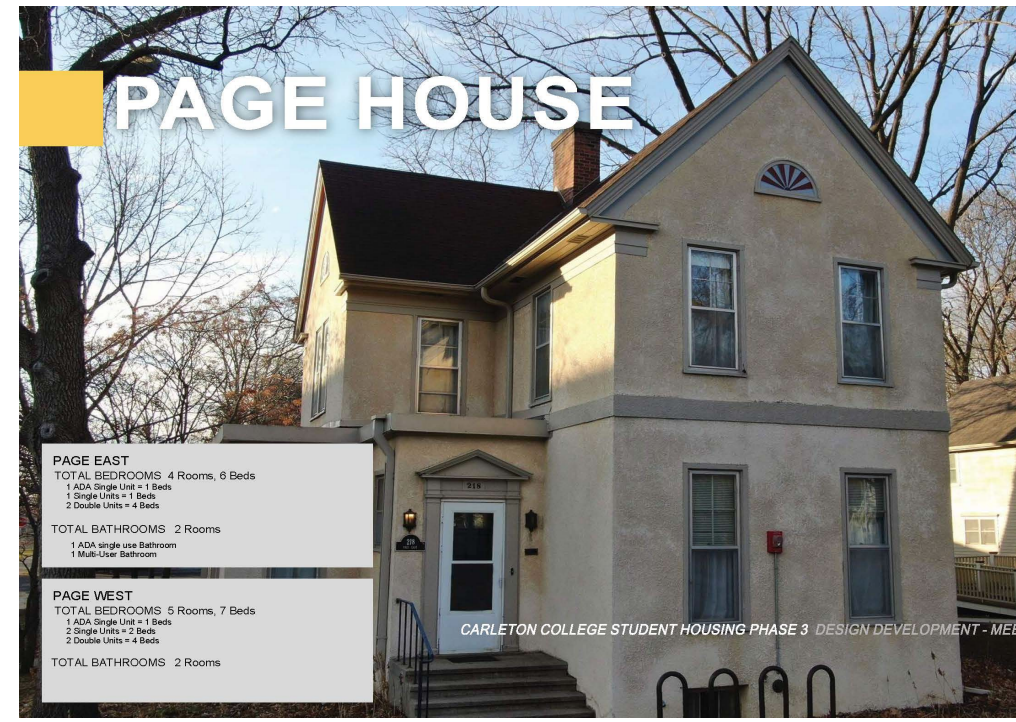 PAGE HOUSE
218
218
PAGE EAST
TOTAL BEDROOMS 4 Rooms, 6 Beds
1 ADA Single Unit = 1 Beds
1 Single Units = 1 Beds
2 Double Units = 4 Beds
TOTAL BATHROOMS 2 Rooms
1 ADA single use Bathroom
1 Multi-User Bathroom
PAGE WEST
TOTAL BEDROOMS 5 Rooms, 7 Beds
1 ADA Single Unit = 1 Beds
2 Single Units = 2 Beds
2 Double Units = 4 Beds
TOTAL BATHROOMS 2 Rooms
CARLETON COLLEGE STUDENT HOUSING PHASE 3 DESIGN DEVELOPMENT - MEE